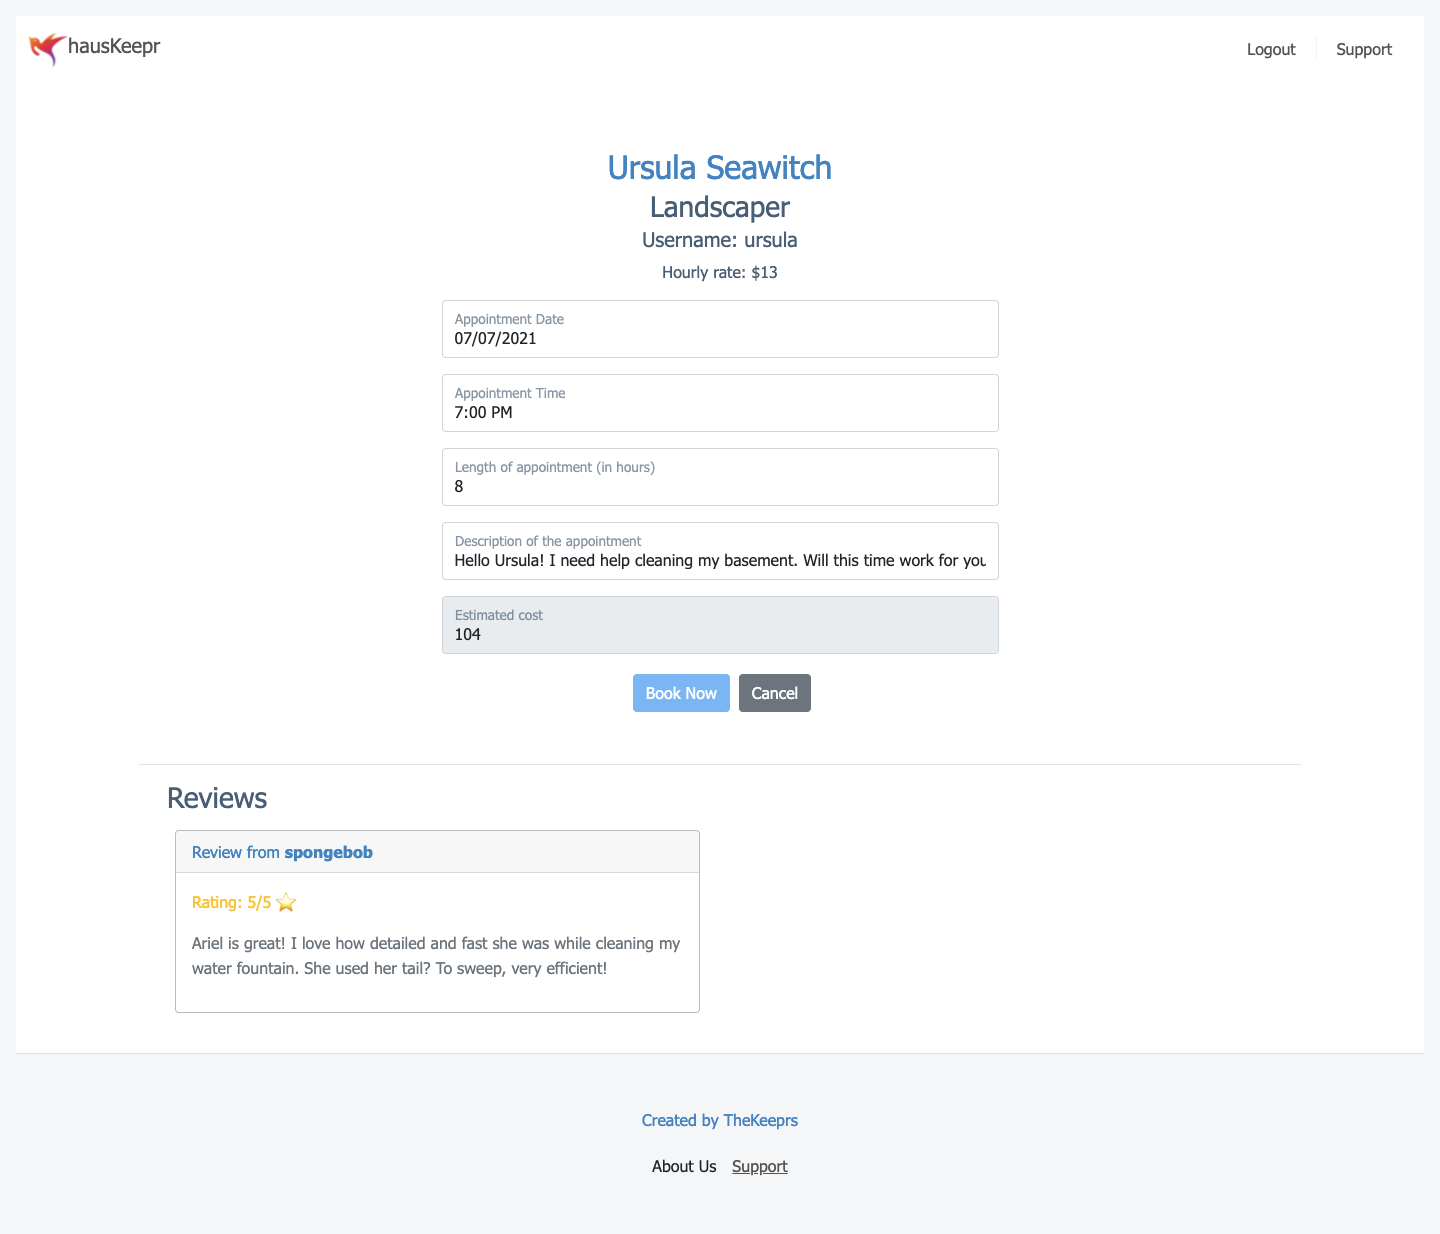 hausKeepr
Logout
Support
Ursula Seawitch
Landscaper
Username: ursula
Hourly rate: $13
Appointment Date
07/07/2021
Appointment Time
7:00 PM
Length of appointment (in hours)
8
Description of the appointment
Hello Ursula! I need help cleaning my basement. Will this time work for you
Estimated cost
104
Book Now
Cancel
Reviews
Review from spongebob
Rating: 5/5 ⭐
Ariel is great! I love how detailed and fast she was while cleaning my
water fountain. She used her tail? To sweep, very efficient!
Created by TheKeeprs
About Us
Support